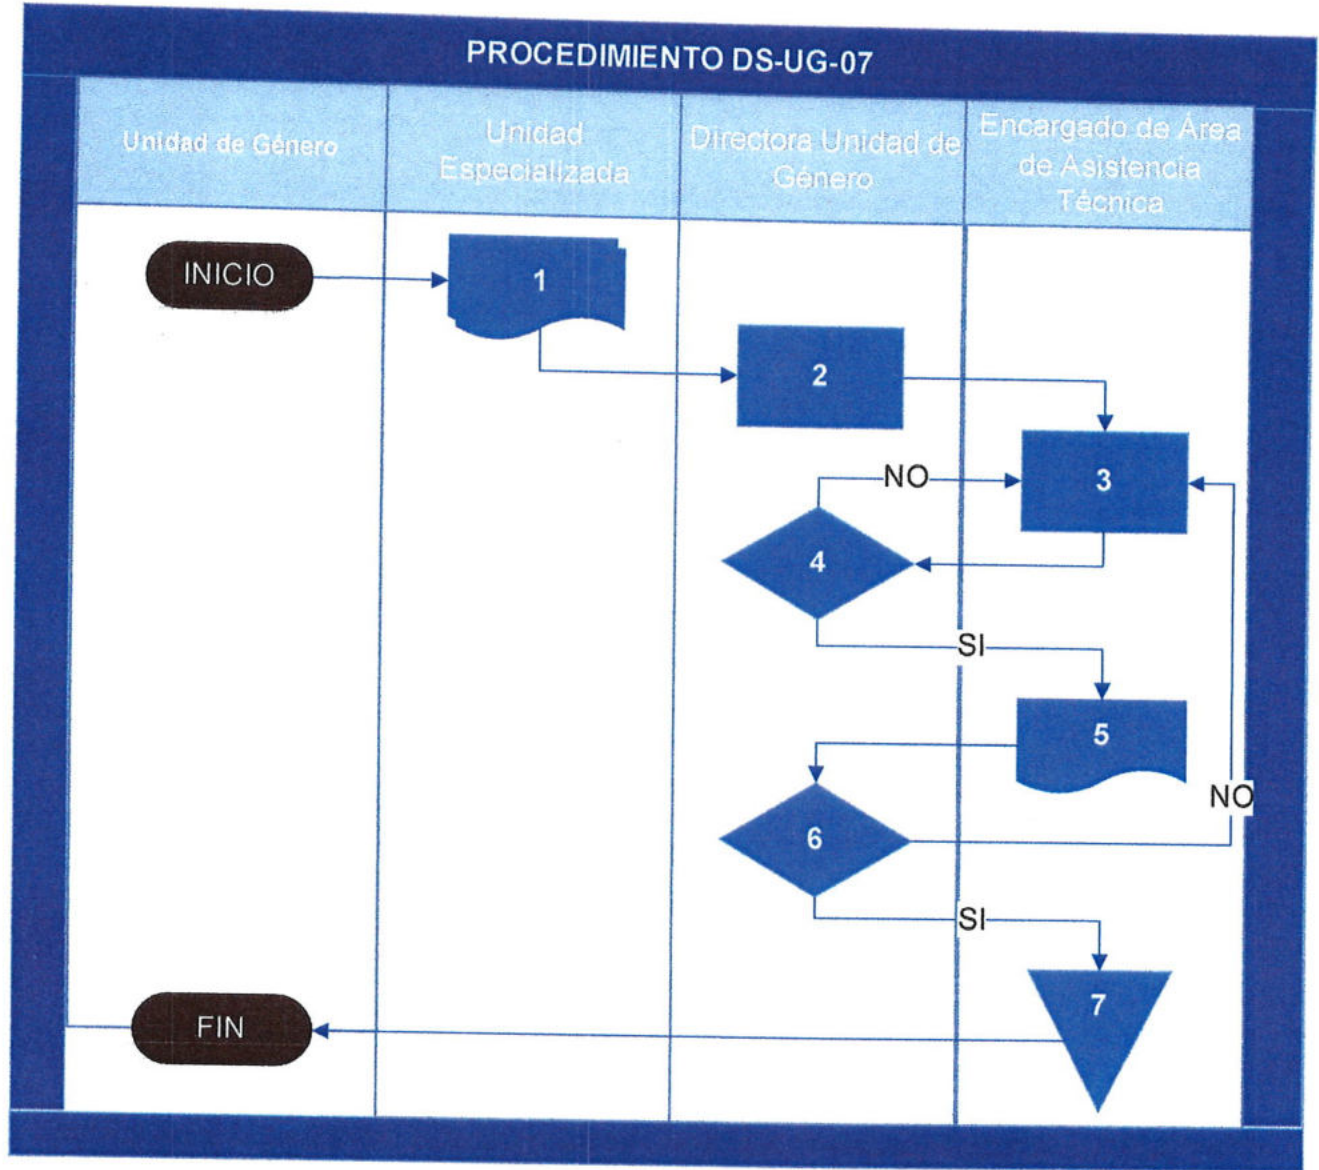 PROCEDIMIENTO DS-UG-07
Unidad de Género
Unidad
Especializada
Directora Unidad de
Género
Encargado de Área
de Asistencia
Técnica
INICIO
1
2
3
NO
4
SI
5
NO
6
SI
7
FIN